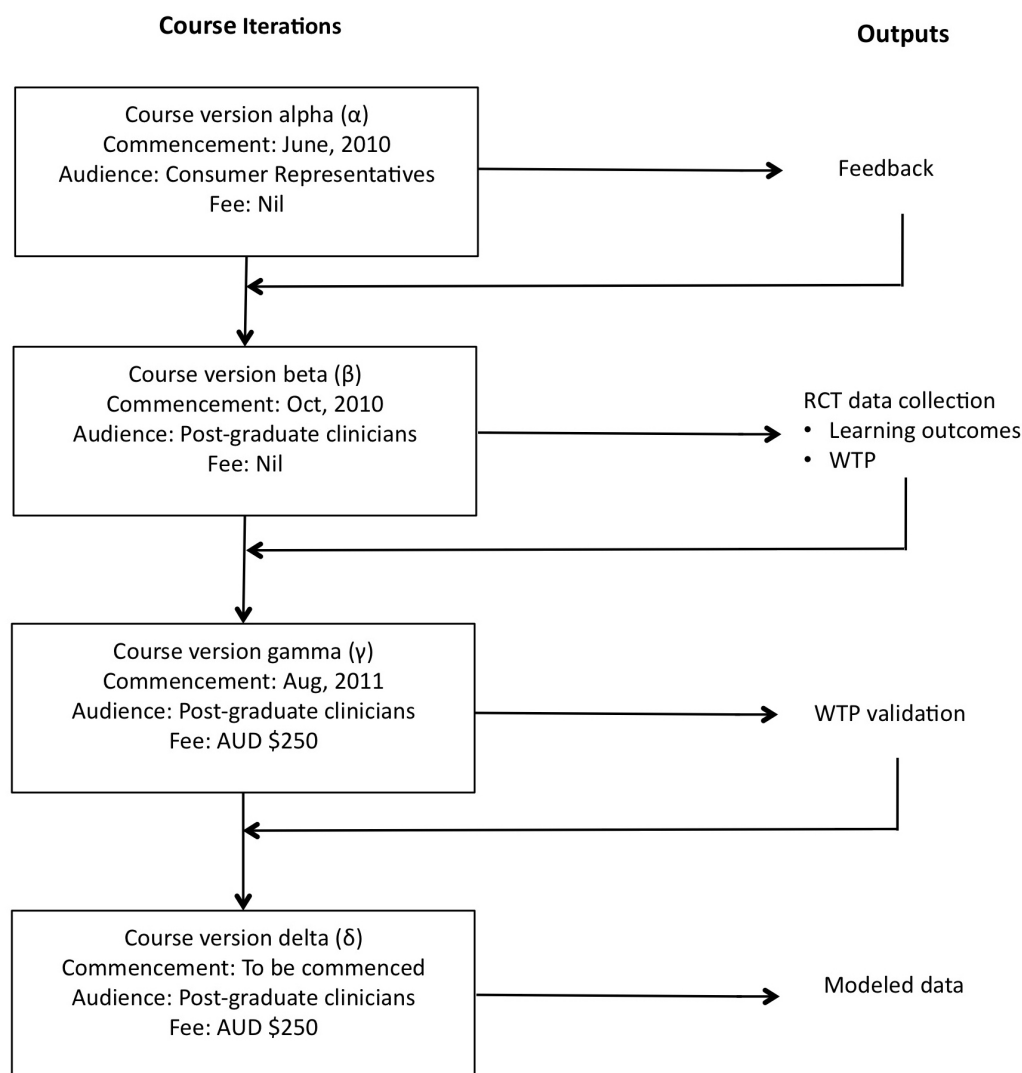 Course Iterations
Outputs
Course version alpha (α)
Commencement: June, 2010
Audience: Consumer Representatives
Fee: Nil
Feedback
Course version beta (β)
Commencement: Oct, 2010
Audience: Post-graduate clinicians
Fee: Nil
RCT data collection
• Learning outcomes
• WTP
Course version gamma (γ)
Commencement: Aug, 2011
Audience: Post-graduate clinicians
Fee: AUD $250
WTP validation
Course version delta (δ)
Commencement: To be commenced
Audience: Post-graduate clinicians
Fee: AUD $250
Modeled data